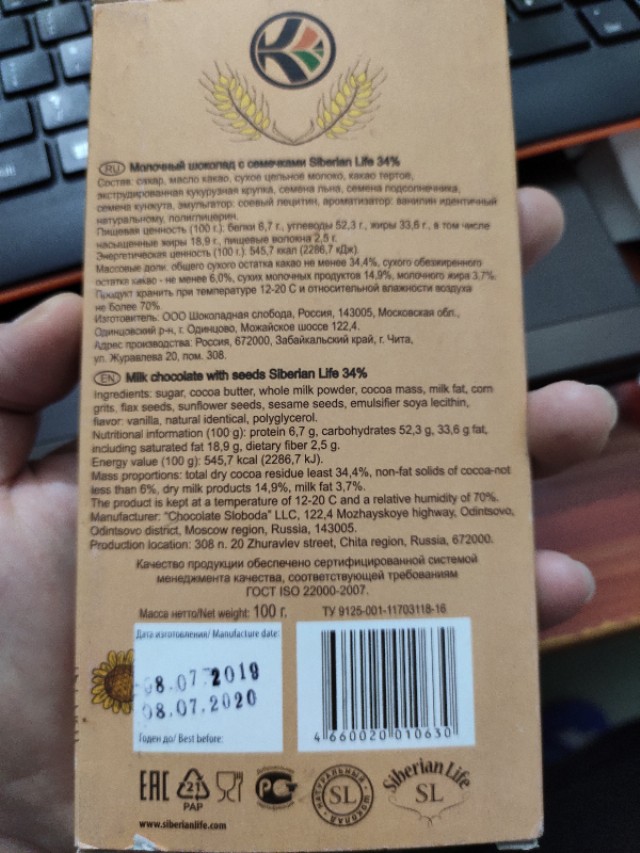 RU Молочный шоколад с семечками Siberian Life 34%
Состав: сахар, масло какао, сухое цельное молоко, какао тертое,
экструдированная кукурузная крупка, семена льна, семена подсолнечника,
семена кунжута, эмульгатор: соевый лецитин, ароматизатор: ванилин идентичный
натуральному, полиглицерин.
Пищевая ценность (100 г.): белки 6,7 г., углеводы 52,3 г., жиры 33,6 г., в том числе
насыщенные жиры 18,9 г., пищевые волокна 2,5 г.
Энергетическая ценность (100 г.): 545,7 ккал (2286,7 кДж).
Массовые доли: общего сухого остатка какао не менее 34,4%, сухого обезжиренного
остатка какао - не менее 6,0%, сухих молочных продуктов 14,9%, молочного жира 3,7%.
Продукт хранить при температуре 12-20 С и относительной влажности воздуха
не более 70%.
Изготовитель: ООО Шоколадная слобода, Россия, 143005, Московская обл.,
Одинцовский р-н, г. Одинцово, Можайское шоссе 122,4.
Адрес производства: Россия, 672000, Забайкальский край, г. Чита,
ул. Журавлева 20, пом. 308.
EN Milk chocolate with seeds Siberian Life 34%
Ingredients: sugar, cocoa butter, whole milk powder, cocoa mass, milk fat, corn
grits, flax seeds, sunflower seeds, sesame seeds, emulsifier soya lecithin,
flavor: vanilla, natural identical, polyglycerol.
Nutritional information (100 g): protein 6,7 g, carbohydrates 52,3 g, 33,6 g fat,
including saturated fat 18,9 g, dietary fiber 2,5 g.
Energy value (100 g): 545,7 kcal (2286,7 kJ).
Mass proportions: total dry cocoa residue least 34,4%, non-fat solids of cocoa-not
less than 6%, dry milk products 14,9%, milk fat 3,7%.
The product is kept at a temperature of 12-20 C and a relative humidity of 70%.
Manufacturer: "Chocolate Sloboda" LLC, 122,4 Mozhayskoye highway, Odintsovo,
Odintsovo district, Moscow region, Russia, 143005.
Production location: 308 n. 20 Zhuravlev street, Chita region, Russia, 672000.
Качество продукции обеспечено сертифицированной системой
менеджмента качества, соответствующей требованиям
ГОСТ ISO 22000-2007.
Масса нетто/Net weight: 100 г. ТУ 9125-001-11703118-16
Дата изготовления/ Manufacture date:
08.07.2019
08.07.2020
Годен до/ Best before:
4 660020 010630
EAC 21 PAP
НАТУРАЛЬНЫЙ ШОКОЛАД SL
Siberian Life SL
www.siberianlife.com